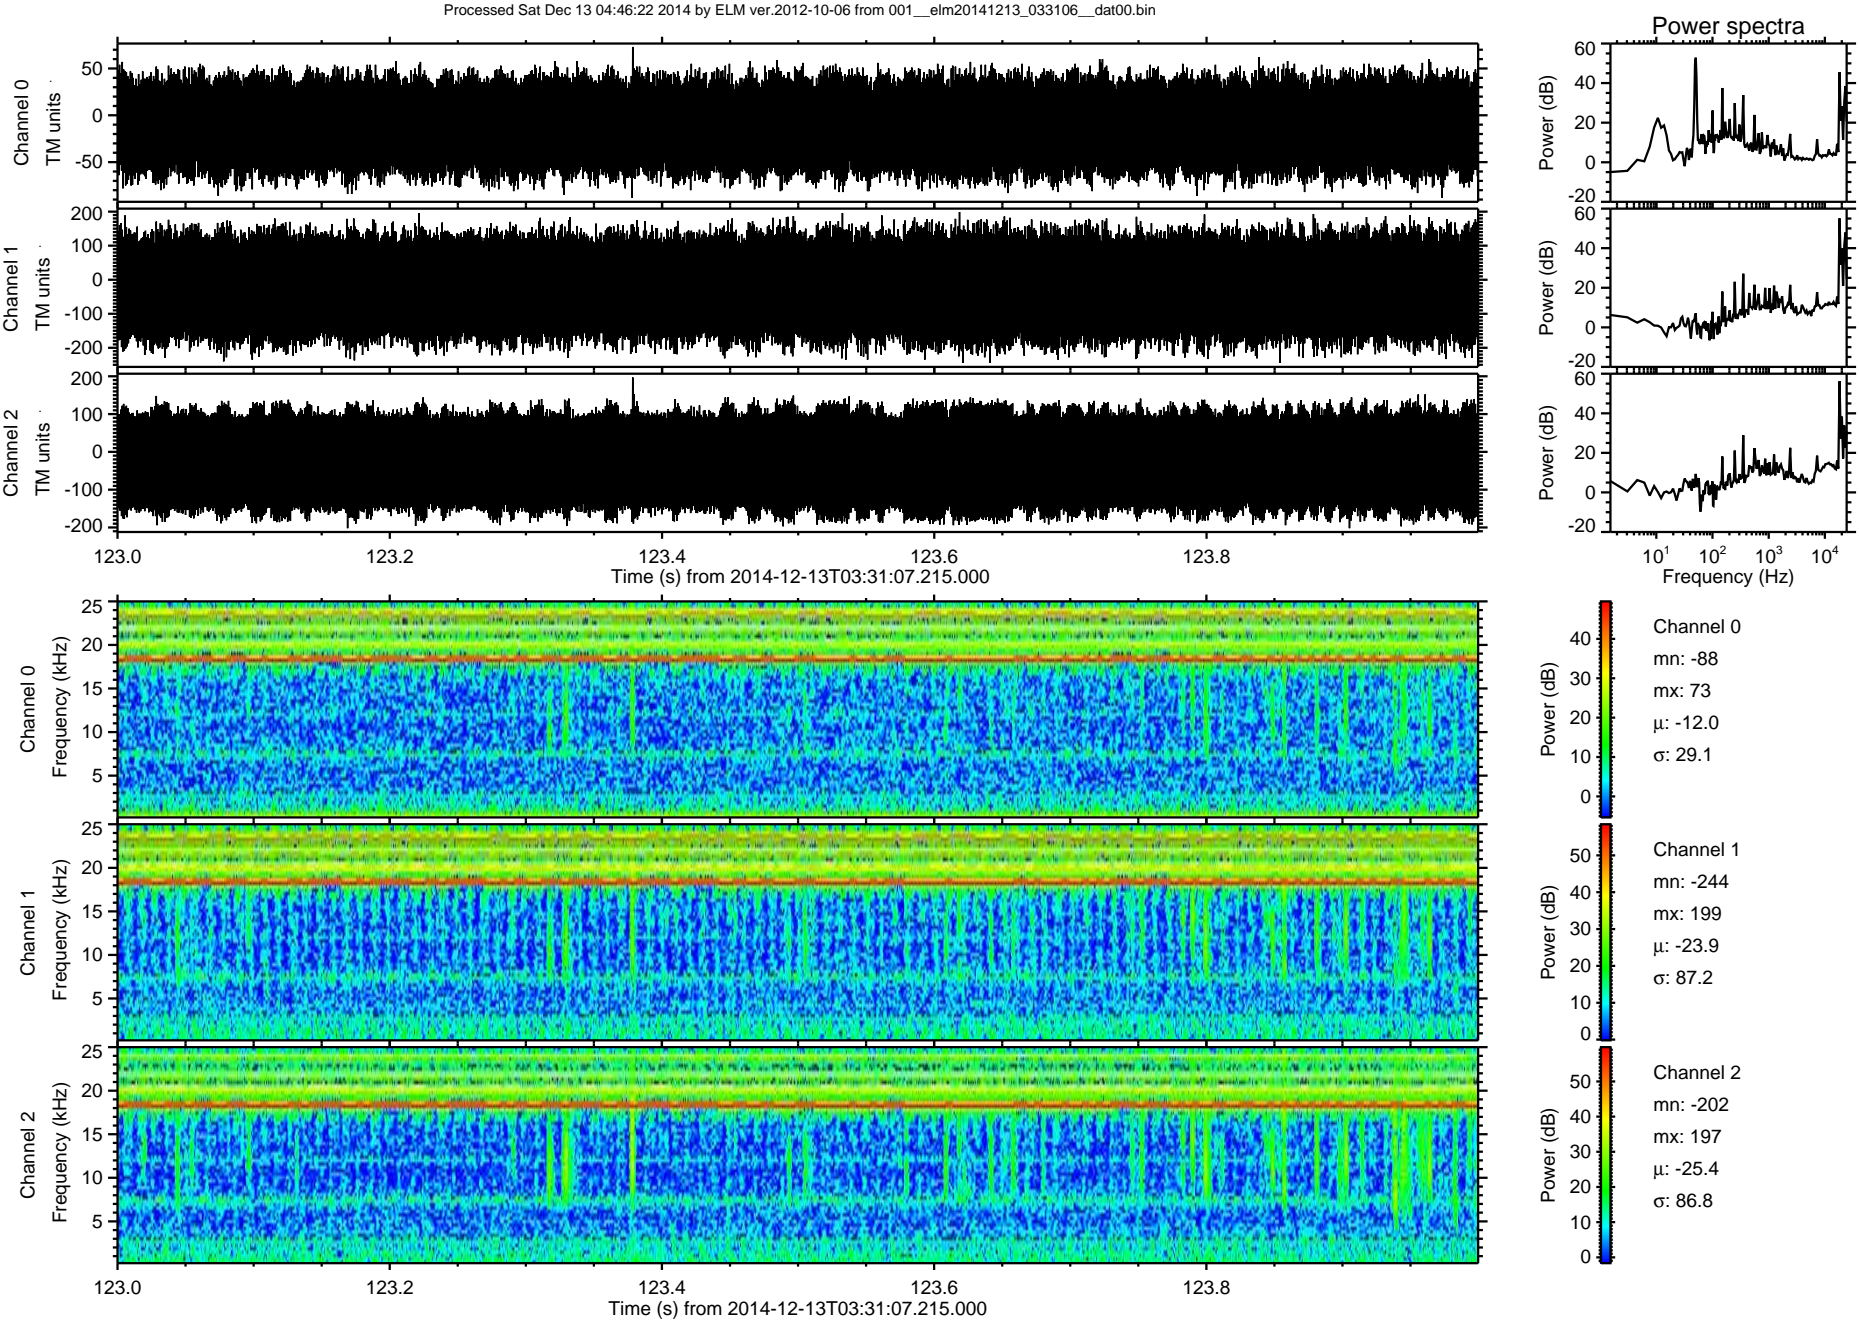 Processed Sat Dec 13 04:46:22 2014 by ELM ver.2012-10-06 from 001__elm20141213_033106__dat00.bin
Power spectra
Channel 0
TM units
50
0
-50
Power (dB)
60
40
20
0
-20
Channel 1
TM units
200
100
0
-100
-200
Power (dB)
60
40
20
0
-20
Channel 2
TM units
200
100
0
-100
-200
Power (dB)
60
40
20
0
-20
123.0 123.2 123.4 123.6 123.8
Time (s) from 2014-12-13T03:31:07.215.000
10^1 10^2 10^3 10^4
Frequency (Hz)
Channel 0
Frequency (kHz)
25
20
15
10
5
Power (dB)
40
30
20
10
0
Channel 0
mn: -88
mx: 73
μ: -12.0
σ: 29.1
Channel 1
Frequency (kHz)
25
20
15
10
5
Power (dB)
50
40
30
20
10
0
Channel 1
mn: -244
mx: 199
μ: -23.9
σ: 87.2
Channel 2
Frequency (kHz)
25
20
15
10
5
Power (dB)
50
40
30
20
10
0
Channel 2
mn: -202
mx: 197
μ: -25.4
σ: 86.8
123.0 123.2 123.4 123.6 123.8
Time (s) from 2014-12-13T03:31:07.215.000